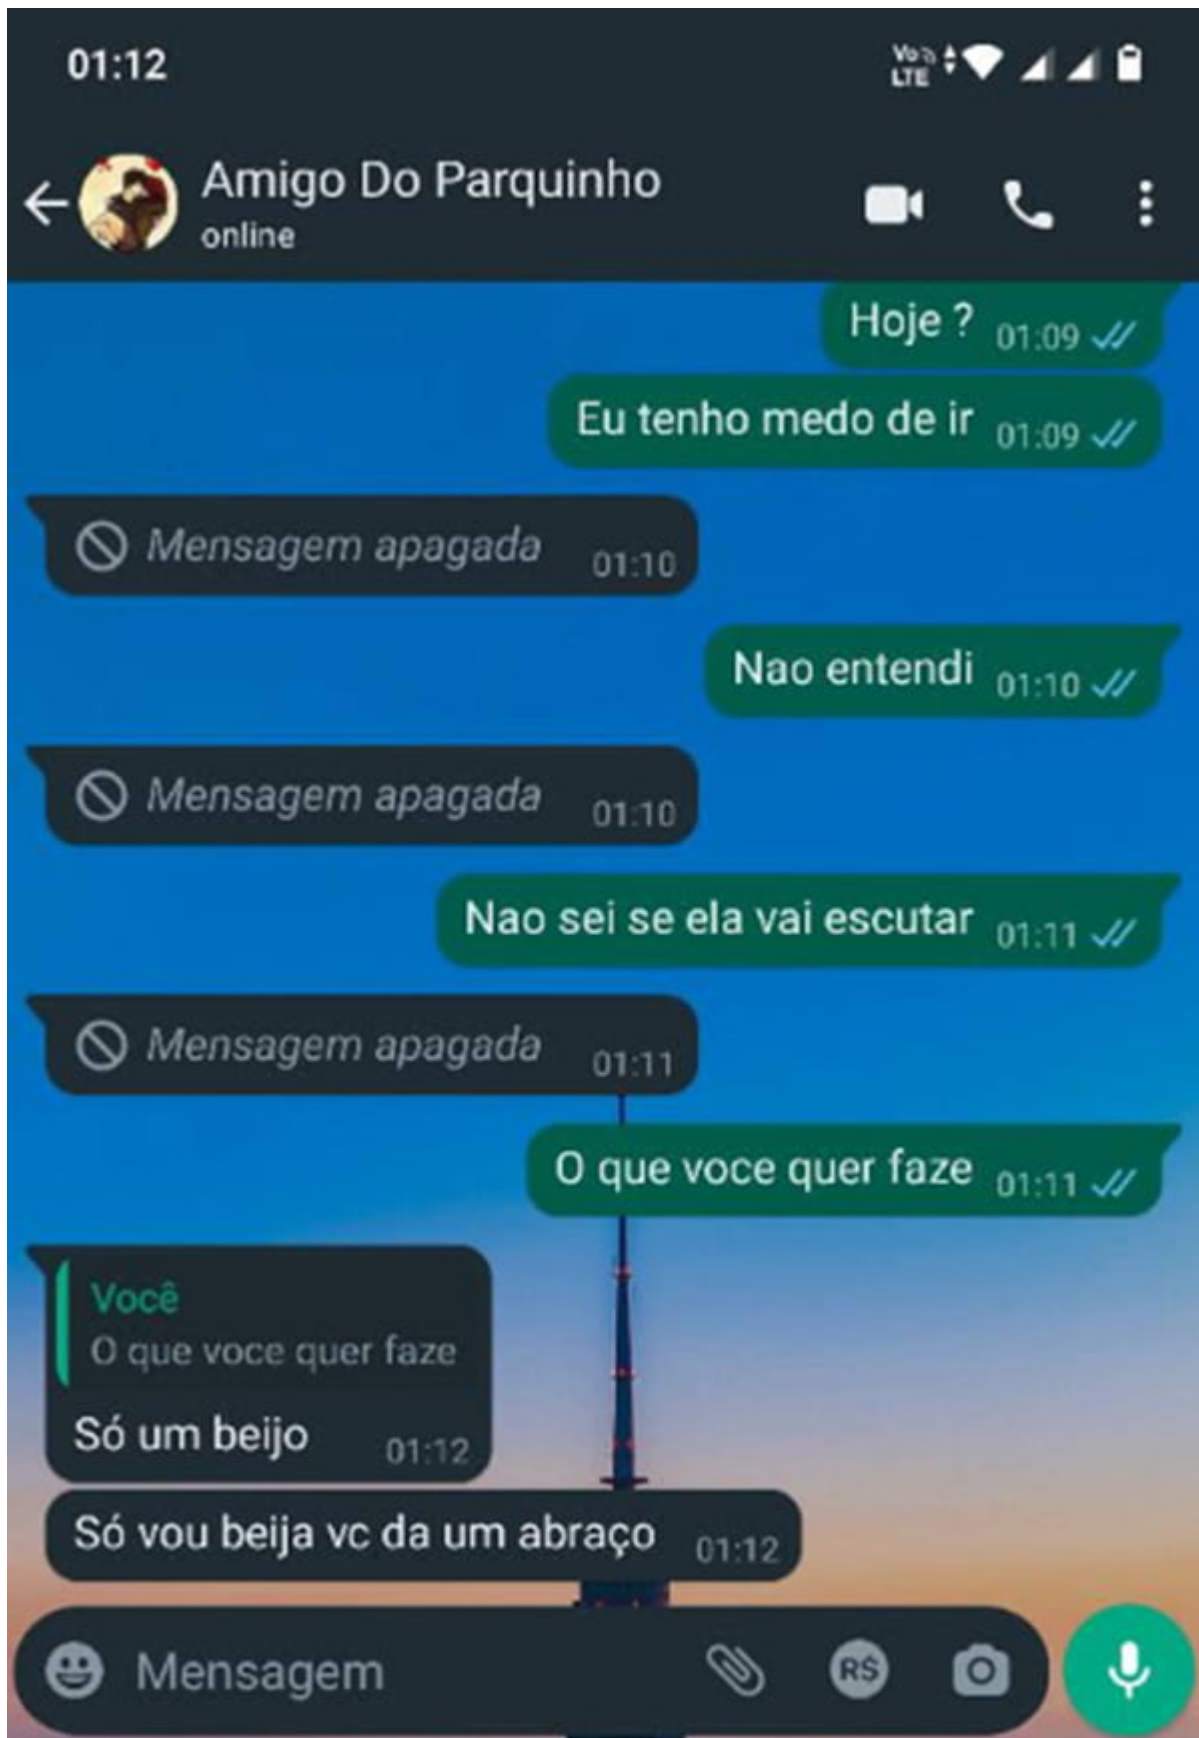 01:12
Vo
LTE
Amigo Do Parquinho
online
Hoje ? 01:09
Eu tenho medo de ir 01:09
Mensagem apagada 01:10
Nao entendi 01:10
Mensagem apagada 01:10
Nao sei se ela vai escutar 01:11
Mensagem apagada 01:11
O que voce quer faze 01:11
Você
O que voce quer faze
Só um beijo 01:12
Só vou beija vc da um abraço 01:12
Mensagem R$